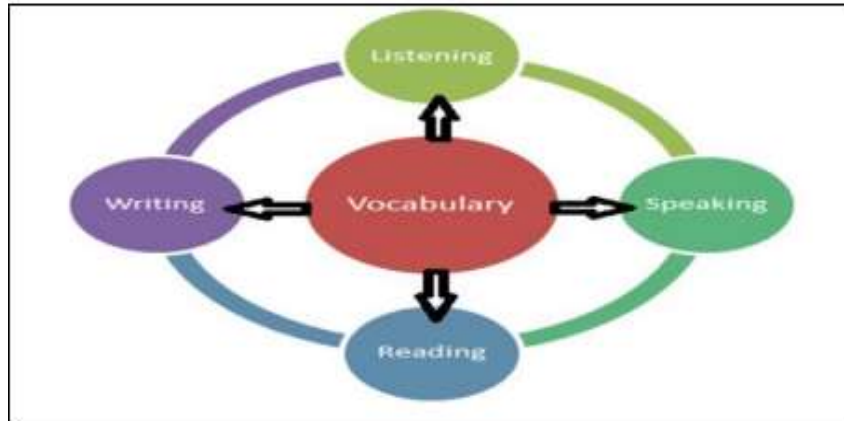 Listening
Writing
Vocabulary
Speaking
Reading